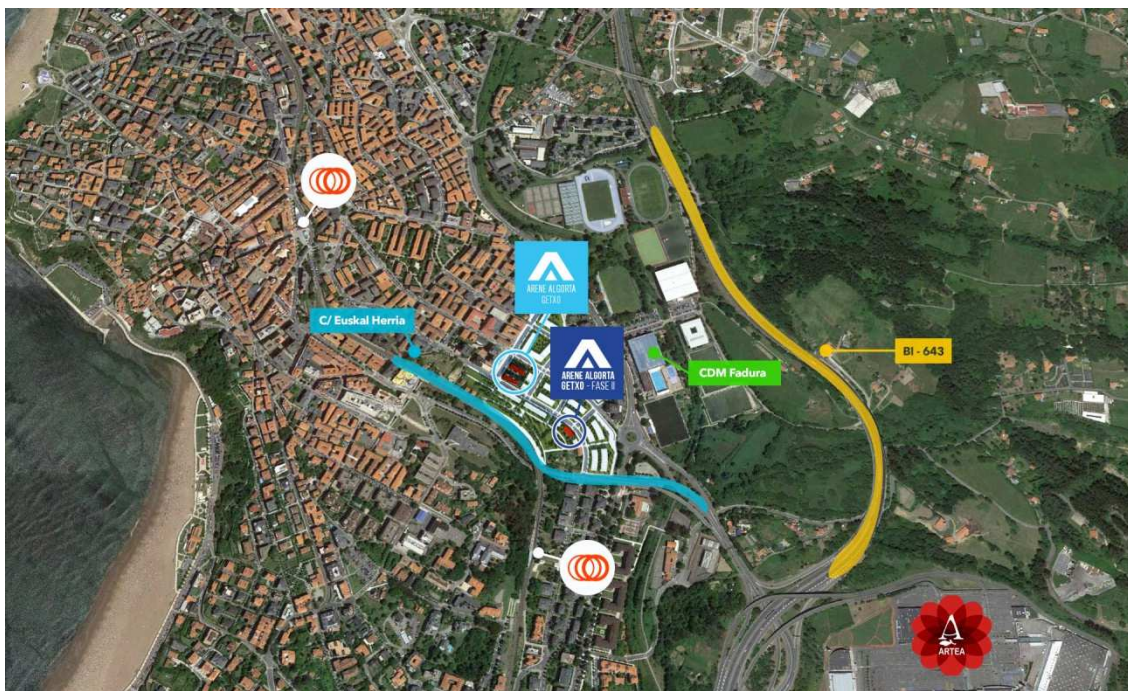 ARENE ALGORTA
GETXO
C/ Euskal Herria
ARENE ALGORTA
GETXO - FASE II
BI - 643
CDM Fadura
A
ARTEA